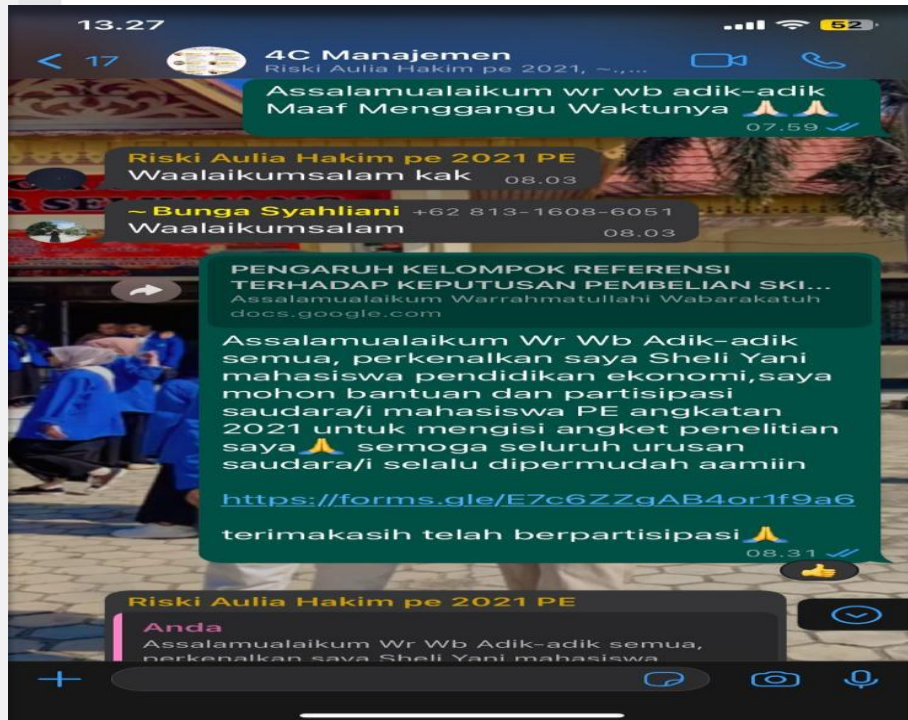 13.27
52
17
4C Manajemen
Riski Aulia Hakim pe 2021, ~.,...
Assalamualaikum wr wb adik-adik
Maaf Menggangu Waktunya 🙏🏻 🙏🏻
07.59
Riski Aulia Hakim pe 2021 PE
Waalaikumsalam kak 08.03
~ Bunga Syahliani +62 813-1608-6051
Waalaikumsalam 08.03
PENGARUH KELOMPOK REFERENSI
TERHADAP KEPUTUSAN PEMBELIAN SKI...
Assalamualaikum Warrahmatullahi Wabarakatuh
docs.google.com
Assalamualaikum Wr Wb Adik-adik
semua, perkenalkan saya Sheli Yani
mahasiswa pendidikan ekonomi,saya
mohon bantuan dan partisipasi
saudara/i mahasiswa PE angkatan
2021 untuk mengisi angket penelitian
saya🙏 semoga seluruh urusan
saudara/i selalu dipermudah aamiin
https://forms.gle/E7c6ZZgAB4or1f9a6
terimakasih telah berpartisipasi🙏
08.31
👍
Riski Aulia Hakim pe 2021 PE
Anda
Assalamualaikum Wr Wb Adik-adik semua,
perkenalkan saya Sheli Yani mahasiswa